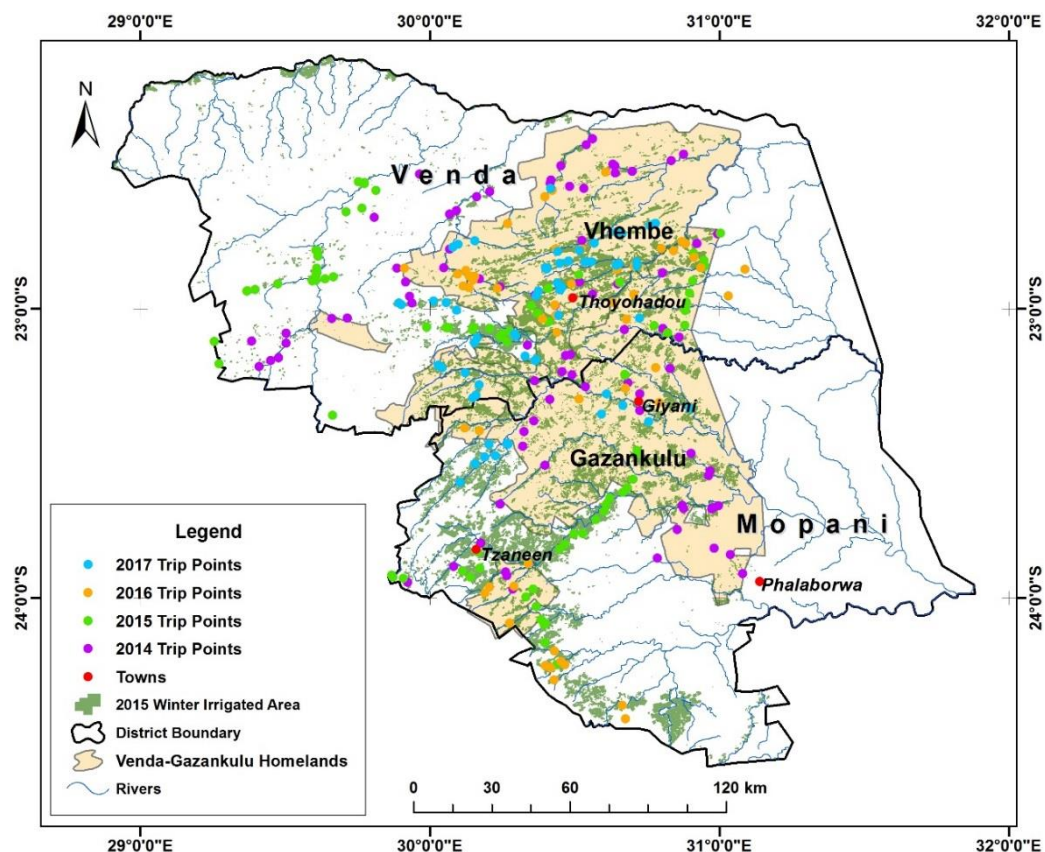 29°0'0"E 30°0'0"E 31°0'0"E 32°0'0"E
N
Venda
Vhembe
23°0'0"S 23°0'0"S
Thoyohadou
Giyani
Gazankulu
Mopani
Tzaneen
Phalaborwa
24°0'0"S 24°0'0"S
Legend
2017 Trip Points
2016 Trip Points
2015 Trip Points
2014 Trip Points
Towns
2015 Winter Irrigated Area
District Boundary
Venda-Gazankulu Homelands
Rivers
0 30 60 120 km
29°0'0"E 30°0'0"E 31°0'0"E 32°0'0"E